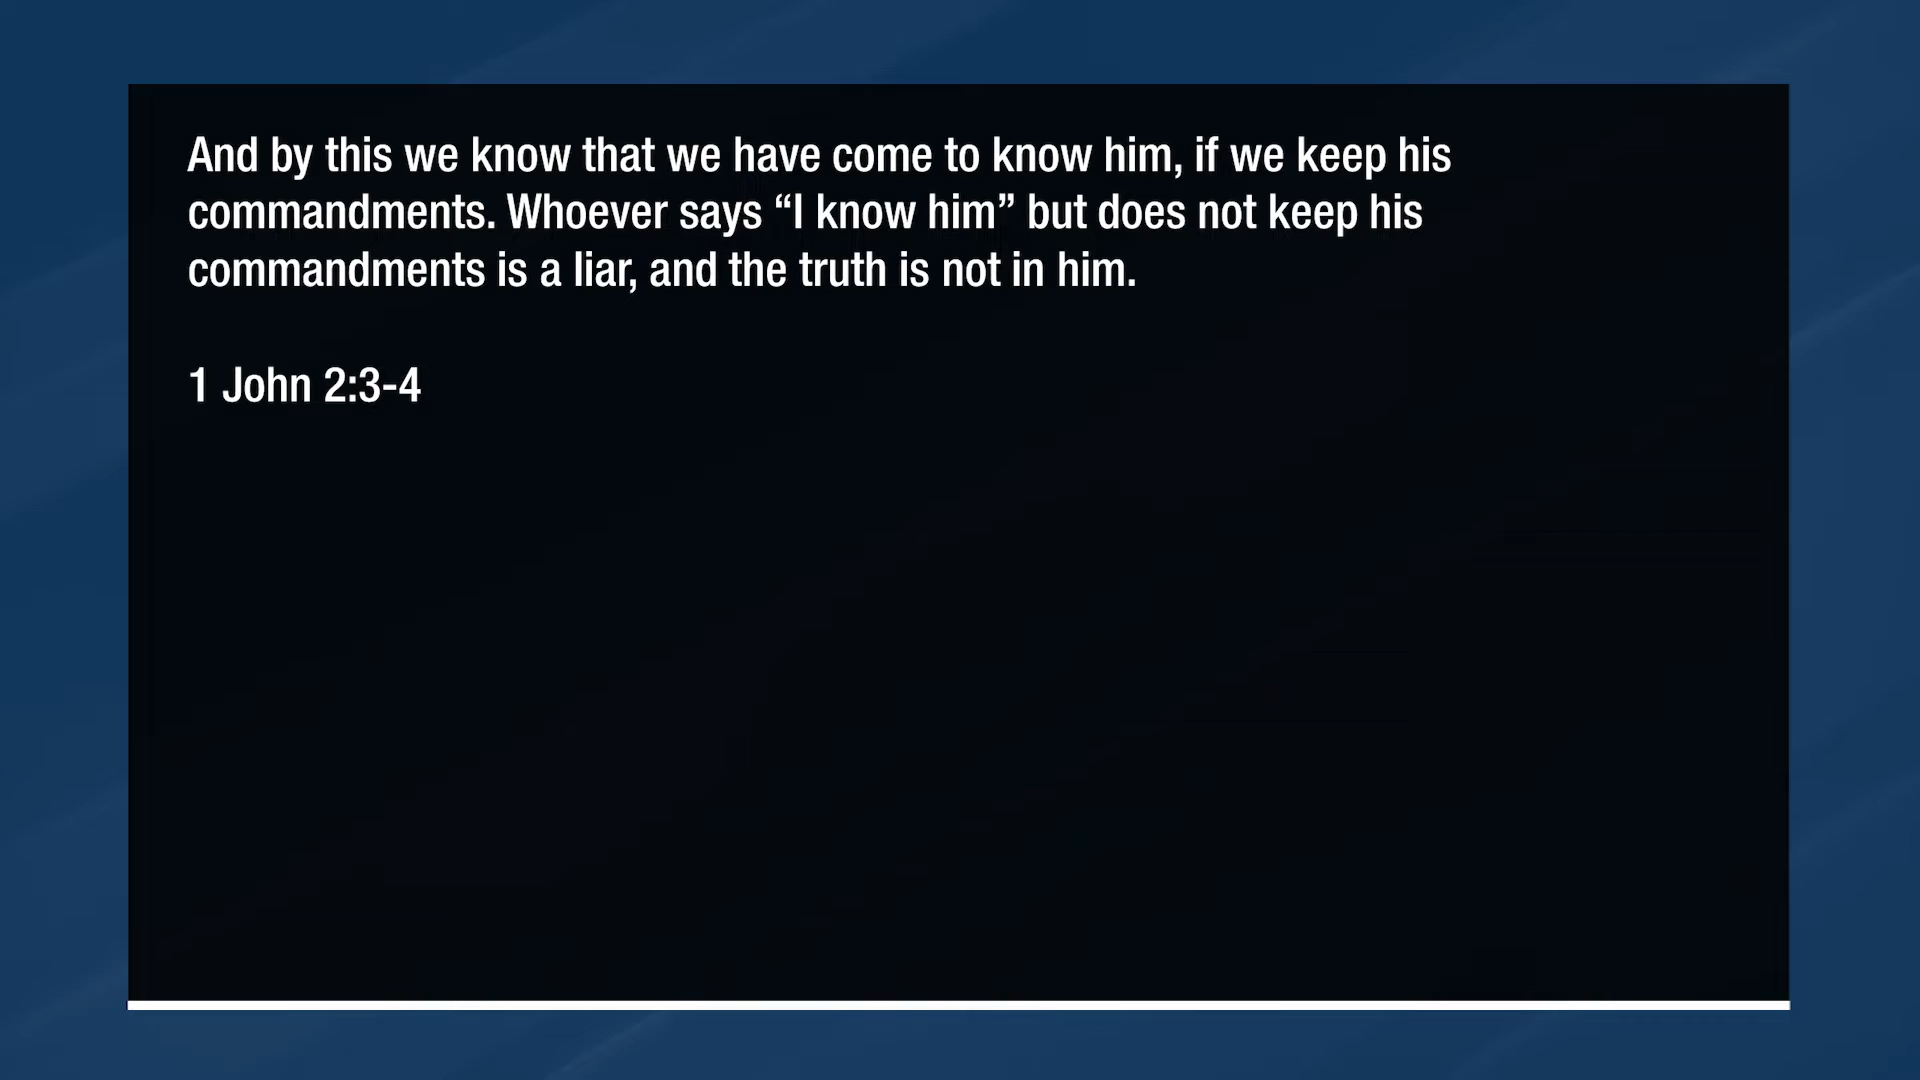 And by this we know that we have come to know him, if we keep his
commandments. Whoever says “I know him” but does not keep his
commandments is a liar, and the truth is not in him.
1 John 2:3-4